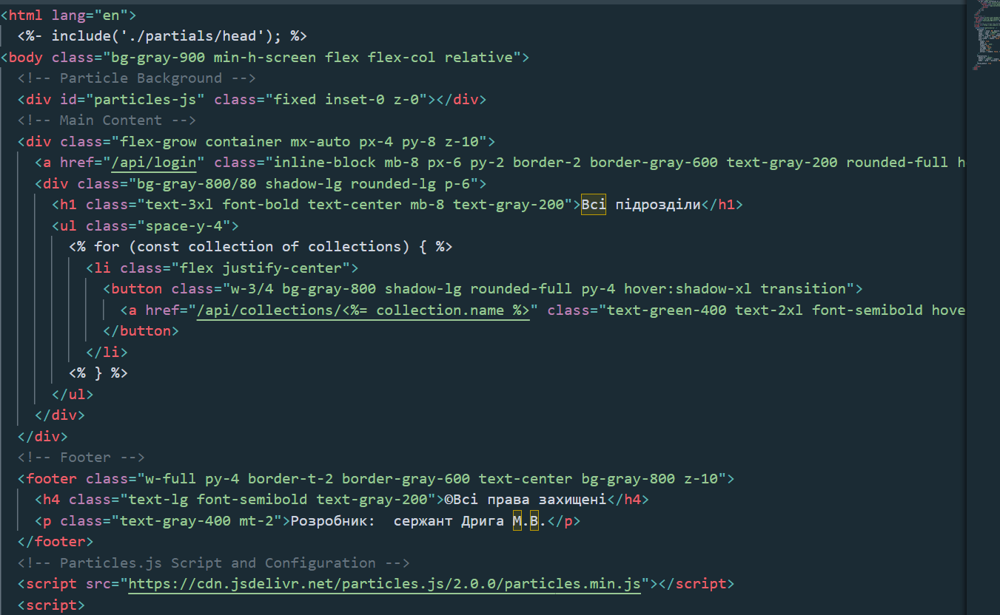 <html lang="en">
<%- include('./partials/head'); %>
<body class="bg-gray-900 min-h-screen flex flex-col relative">
<!-- Particle Background -->
<div id="particles-js" class="fixed inset-0 z-0"></div>
<!-- Main Content -->
<div class="flex-grow container mx-auto px-4 py-8 z-10">
<a href="/api/login" class="inline-block mb-8 px-6 py-2 border-2 border-gray-600 text-gray-200 rounded-full h
<div class="bg-gray-800/80 shadow-lg rounded-lg p-6">
<h1 class="text-3xl font-bold text-center mb-8 text-gray-200">Всі підрозділи</h1>
<ul class="space-y-4">
<% for (const collection of collections) { %>
<li class="flex justify-center">
<button class="w-3/4 bg-gray-800 shadow-lg rounded-full py-4 hover:shadow-xl transition">
<a href="/api/collections/<%= collection.name %>" class="text-green-400 text-2xl font-semibold hove
</button>
</li>
<% } %>
</ul>
</div>
</div>
<!-- Footer -->
<footer class="w-full py-4 border-t-2 border-gray-600 text-center bg-gray-800 z-10">
<h4 class="text-lg font-semibold text-gray-200">©Всі права захищені</h4>
<p class="text-gray-400 mt-2">Розробник:  сержант Дрига М.В.</p>
</footer>
<!-- Particles.js Script and Configuration -->
<script src="https://cdn.jsdelivr.net/particles.js/2.0.0/particles.min.js"></script>
<script>